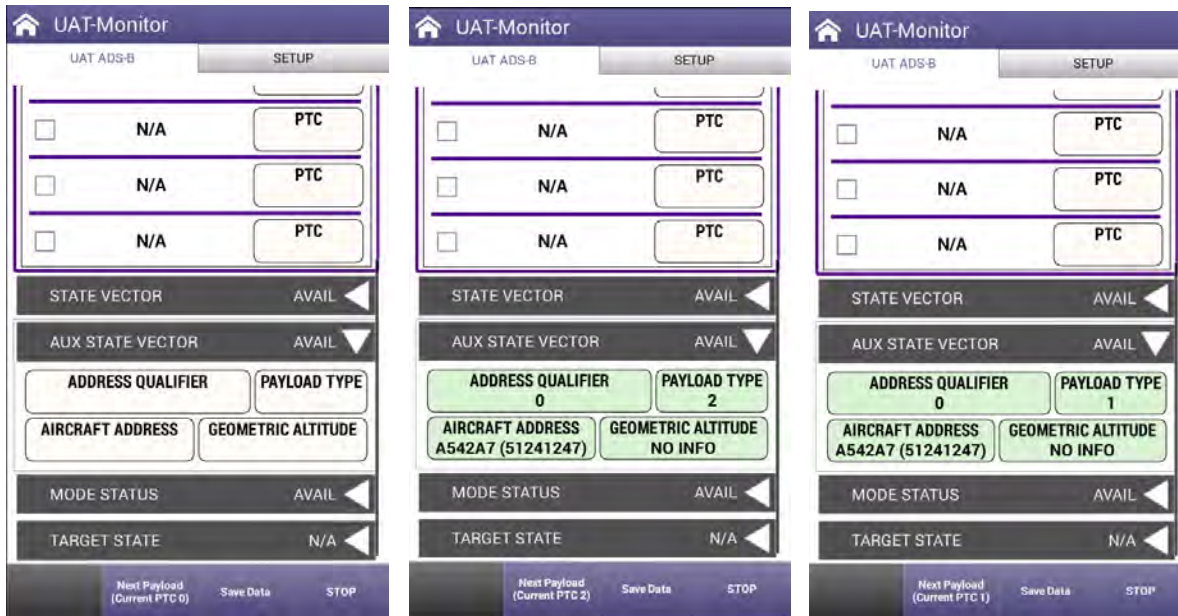 UAT-Monitor
UAT ADS-B SETUP
N/A PTC
N/A PTC
N/A PTC
STATE VECTOR AVAIL
AUX STATE VECTOR AVAIL
ADDRESS QUALIFIER PAYLOAD TYPE
AIRCRAFT ADDRESS GEOMETRIC ALTITUDE
MODE STATUS AVAIL
TARGET STATE N/A
Next Payload
(Current PTC 0) Save Data STOP
UAT-Monitor
UAT ADS-B SETUP
N/A PTC
N/A PTC
N/A PTC
STATE VECTOR AVAIL
AUX STATE VECTOR AVAIL
ADDRESS QUALIFIER PAYLOAD TYPE
0 2
AIRCRAFT ADDRESS GEOMETRIC ALTITUDE
A542A7 (51241247) NO INFO
MODE STATUS AVAIL
TARGET STATE N/A
Next Payload
(Current PTC 2) Save Data STOP
UAT-Monitor
UAT ADS-B SETUP
N/A PTC
N/A PTC
N/A PTC
STATE VECTOR AVAIL
AUX STATE VECTOR AVAIL
ADDRESS QUALIFIER PAYLOAD TYPE
0 1
AIRCRAFT ADDRESS GEOMETRIC ALTITUDE
A542A7 (51241247) NO INFO
MODE STATUS AVAIL
TARGET STATE N/A
Next Payload
(Current PTC 1) Save Data STOP